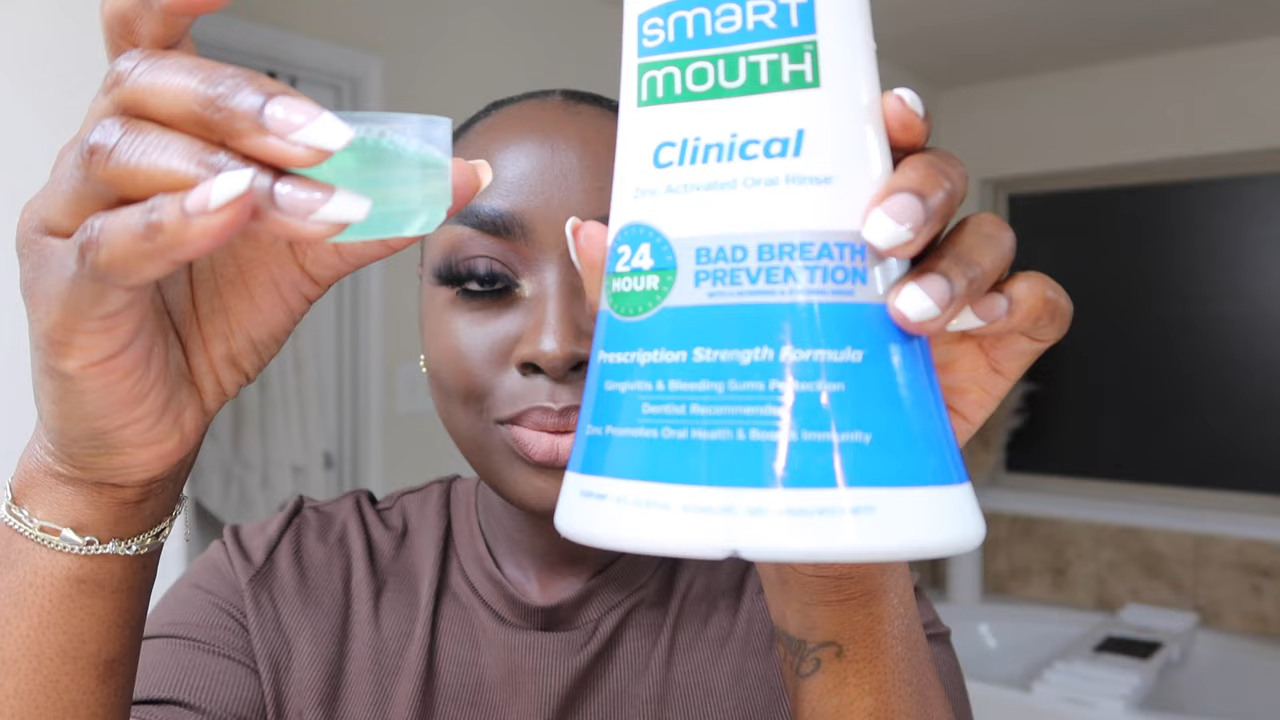 SMART
MOUTH™
Clinical
Zinc Activated Oral Rinse
24
HOUR
BAD BREATH
PREVENTION
Prescription Strength Formula
Gingivitis & Bleeding Gums Protection
Dentist Recommended
Zinc Promotes Oral Health & Boosts Immunity